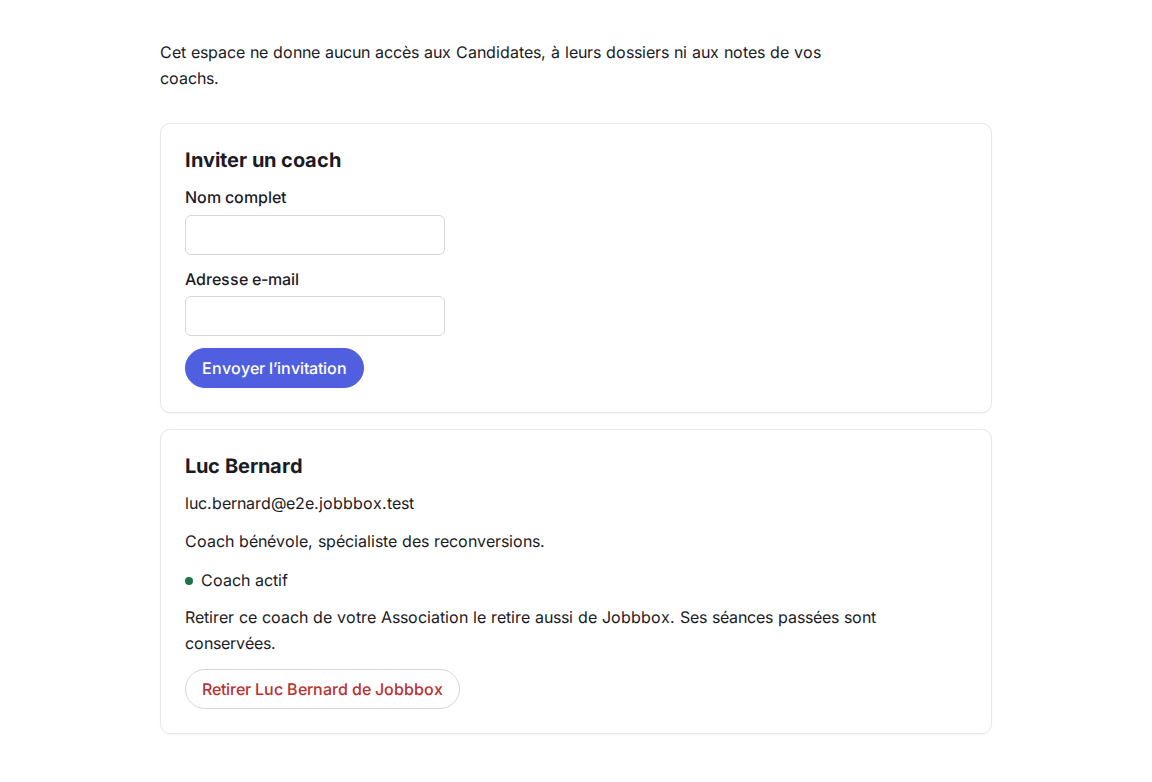 Cet espace ne donne aucun accès aux Candidates, à leurs dossiers ni aux notes de vos
coachs.
Inviter un coach
Nom complet
Adresse e-mail
Envoyer l’invitation
Luc Bernard
luc.bernard@e2e.jobbbox.test
Coach bénévole, spécialiste des reconversions.
Coach actif
Retirer ce coach de votre Association le retire aussi de Jobbbox. Ses séances passées sont
conservées.
Retirer Luc Bernard de Jobbbox